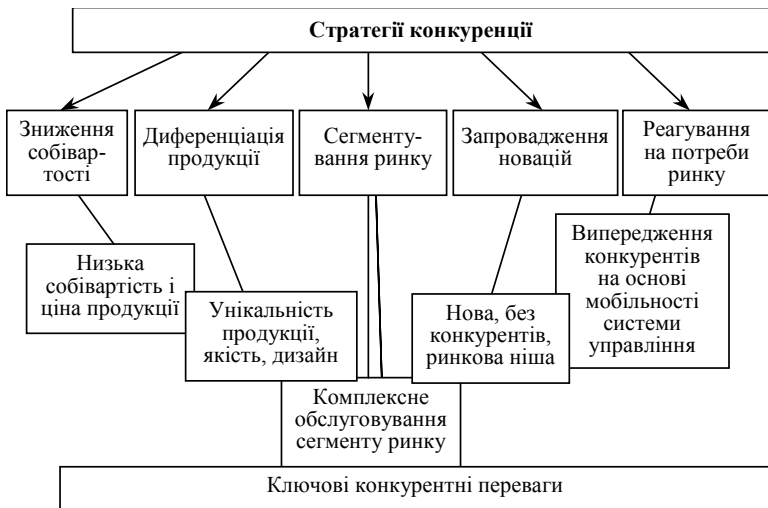 Стратегії конкуренції
Зниження
собівар-
тості
Диференціація
продукції
Сегменту-
вання ринку
Запровадження
новацій
Реагування
на потреби
ринку
Низька
собівартість і
ціна продукції
Унікальність
продукції,
якість, дизайн
Комплексне
обслуговування
сегменту ринку
Нова, без
конкурентів,
ринкова ніша
Випередження
конкурентів
на основі
мобільності
системи
управління
Ключові конкурентні переваги